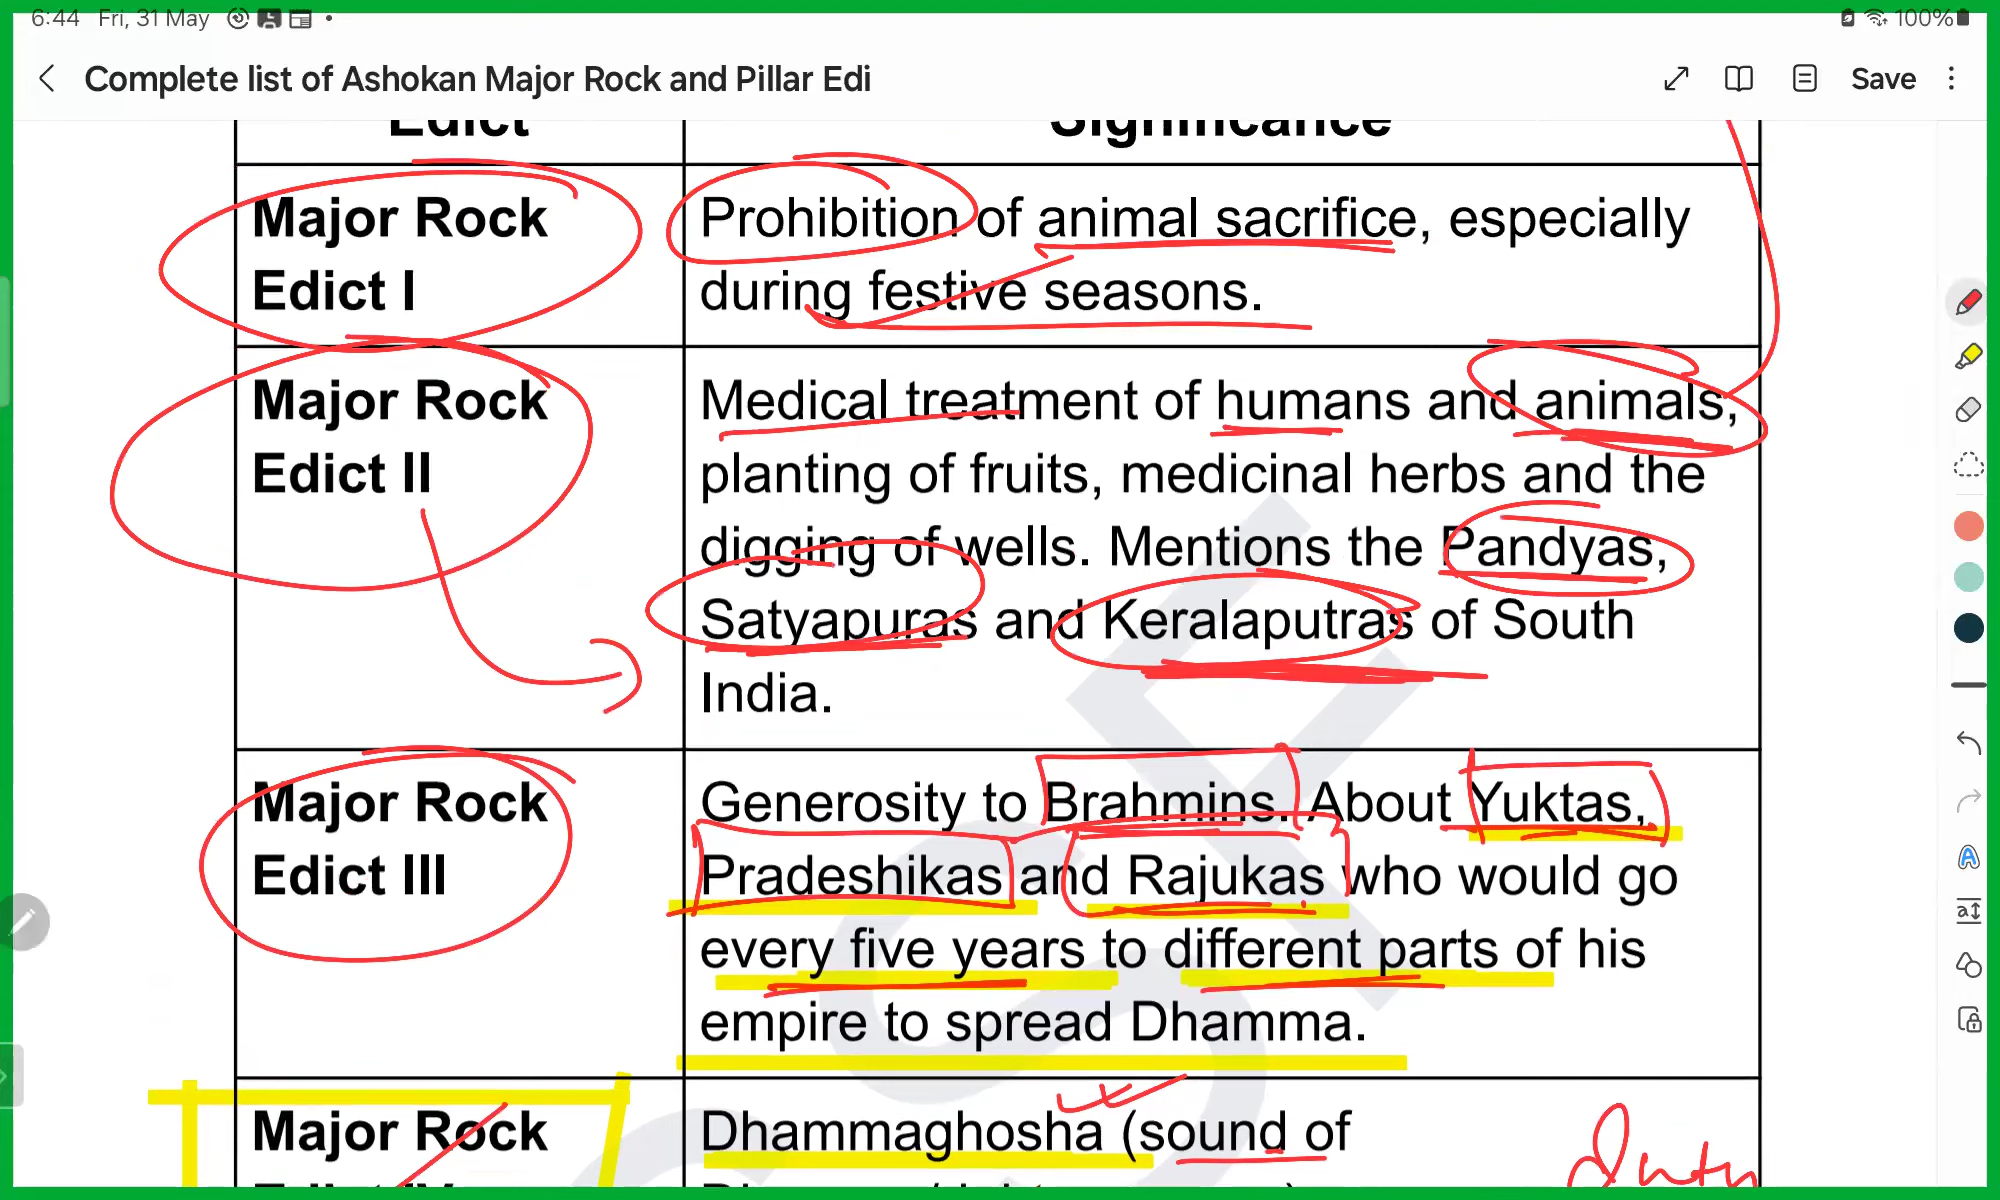 6:44 Fri, 31 May
100%
Complete list of Ashokan Major Rock and Pillar Edi
Save
Edict Significance
Major Rock
Edict I
Prohibition of animal sacrifice, especially
during festive seasons.
Major Rock
Edict II
Medical treatment of humans and animals,
planting of fruits, medicinal herbs and the
digging of wells. Mentions the Pandyas,
Satyapuras and Keralaputras of South
India.
Major Rock
Edict III
Generosity to Brahmins. About Yuktas,
Pradeshikas and Rajukas who would go
every five years to different parts of his
empire to spread Dhamma.
Major Rock
Dhammaghosha (sound of